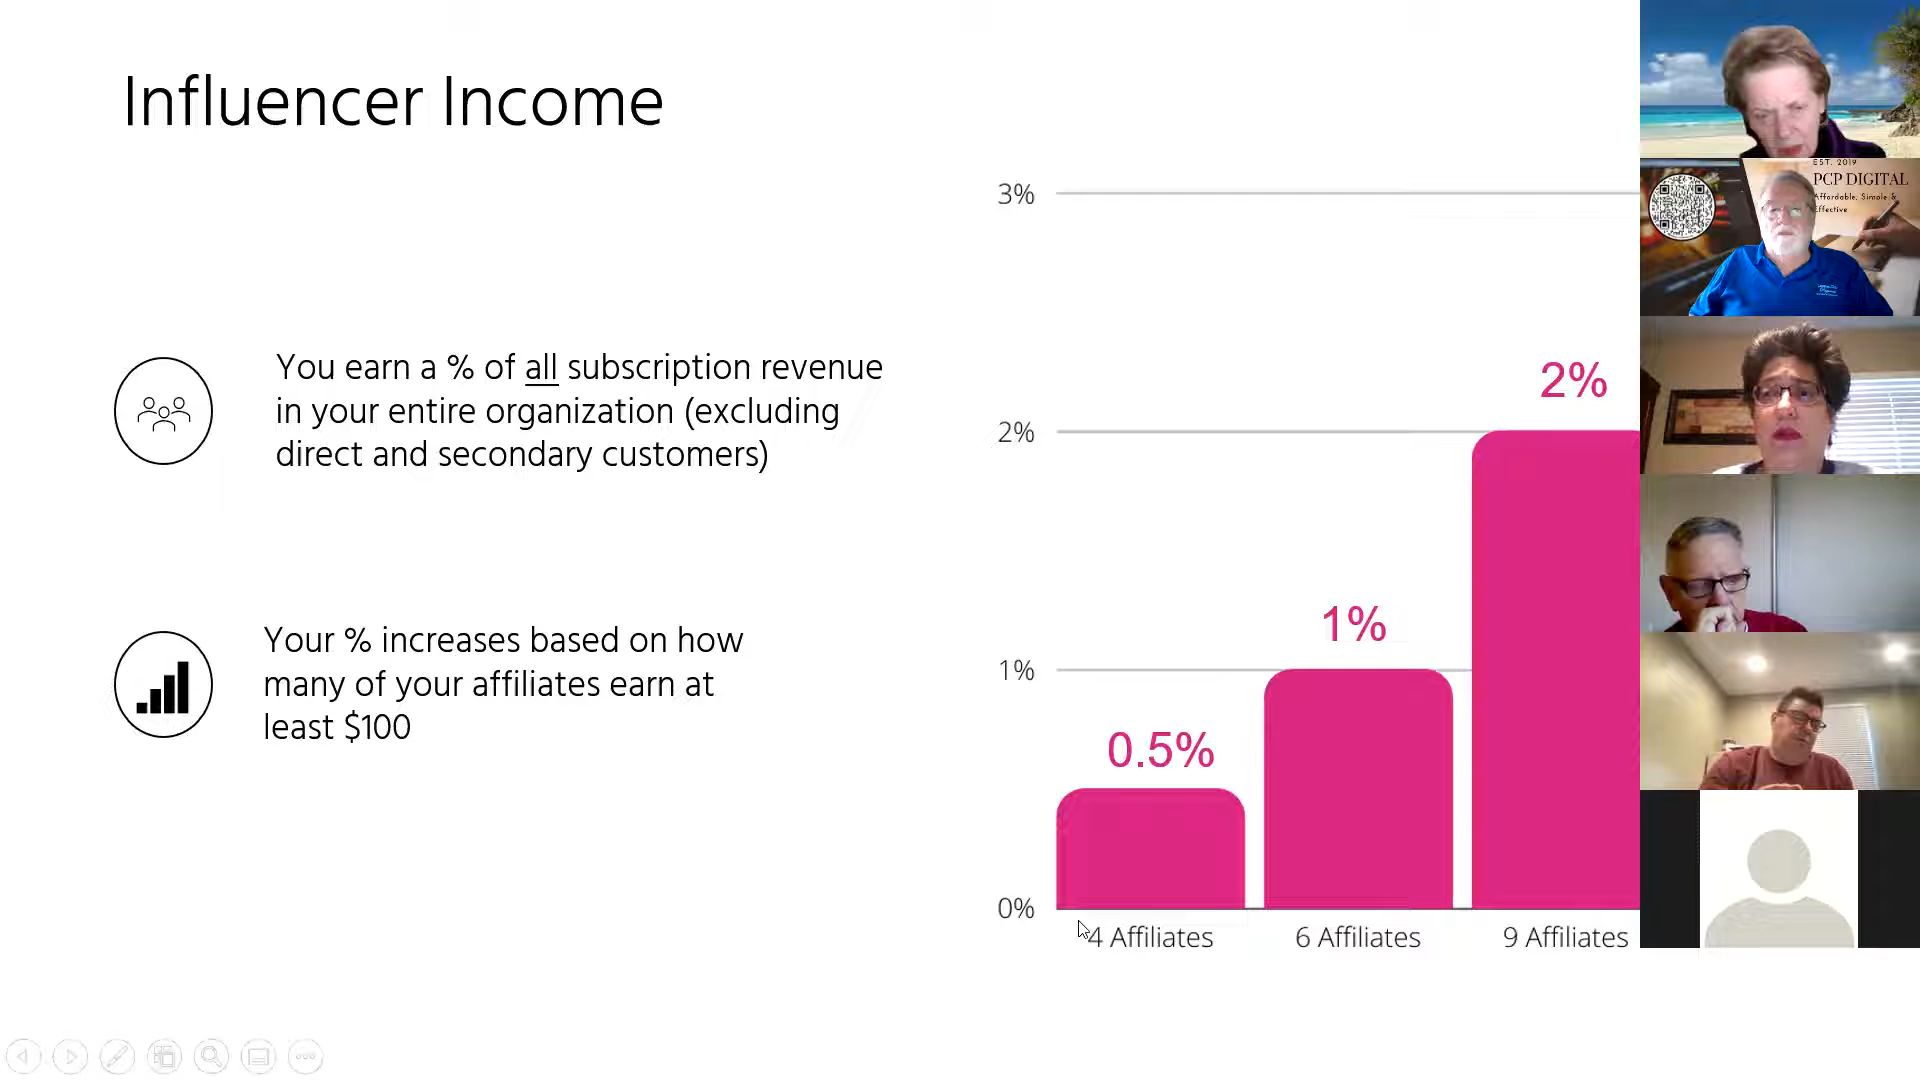 Influencer Income
You earn a % of all subscription revenue
in your entire organization (excluding
direct and secondary customers)
Your % increases based on how
many of your affiliates earn at
least $100
3%
2%
1%
0%
0.5%
1%
2%
4 Affiliates
6 Affiliates
9 Affiliates
EST. 2019
PCP DIGITAL
Affordable, Simple &
Effective